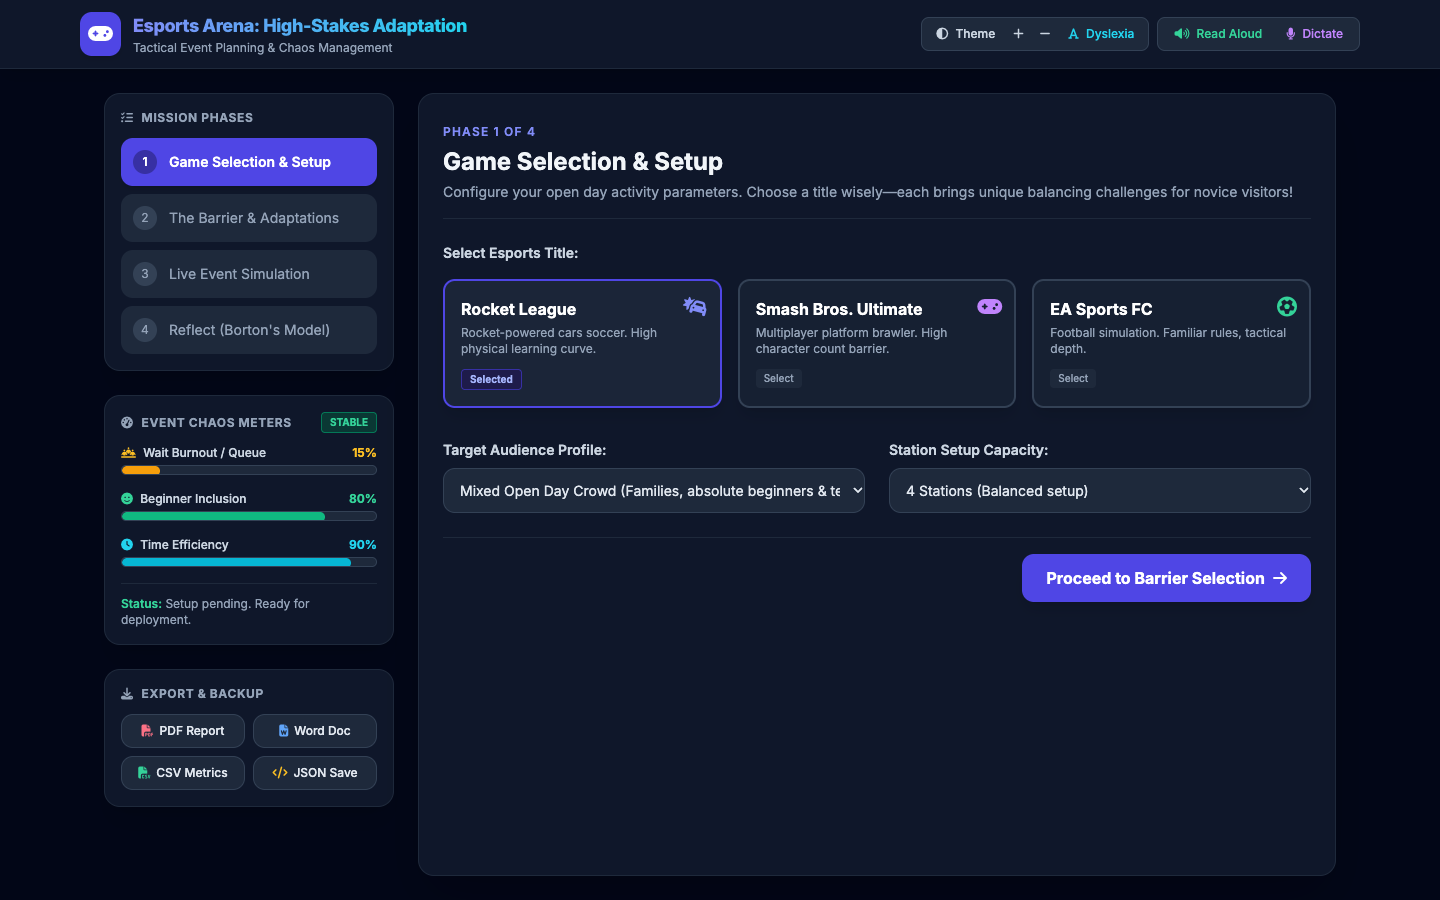 Esports Arena: High-Stakes Adaptation
Tactical Event Planning & Chaos Management
Theme
+
−
A Dyslexia
Read Aloud
Dictate
MISSION PHASES
1 Game Selection & Setup
2 The Barrier & Adaptations
3 Live Event Simulation
4 Reflect (Borton's Model)
EVENT CHAOS METERS STABLE
Wait Burnout / Queue 15%
Beginner Inclusion 80%
Time Efficiency 90%
Status: Setup pending. Ready for
deployment.
EXPORT & BACKUP
PDF Report
Word Doc
CSV Metrics
JSON Save
PHASE 1 OF 4
Game Selection & Setup
Configure your open day activity parameters. Choose a title wisely—each brings unique balancing challenges for novice visitors!
Select Esports Title:
Rocket League
Rocket-powered cars soccer. High
physical learning curve.
Selected
Smash Bros. Ultimate
Multiplayer platform brawler. High
character count barrier.
Select
EA Sports FC
Football simulation. Familiar rules, tactical
depth.
Select
Target Audience Profile:
Mixed Open Day Crowd (Families, absolute beginners & te
Station Setup Capacity:
4 Stations (Balanced setup)
Proceed to Barrier Selection →